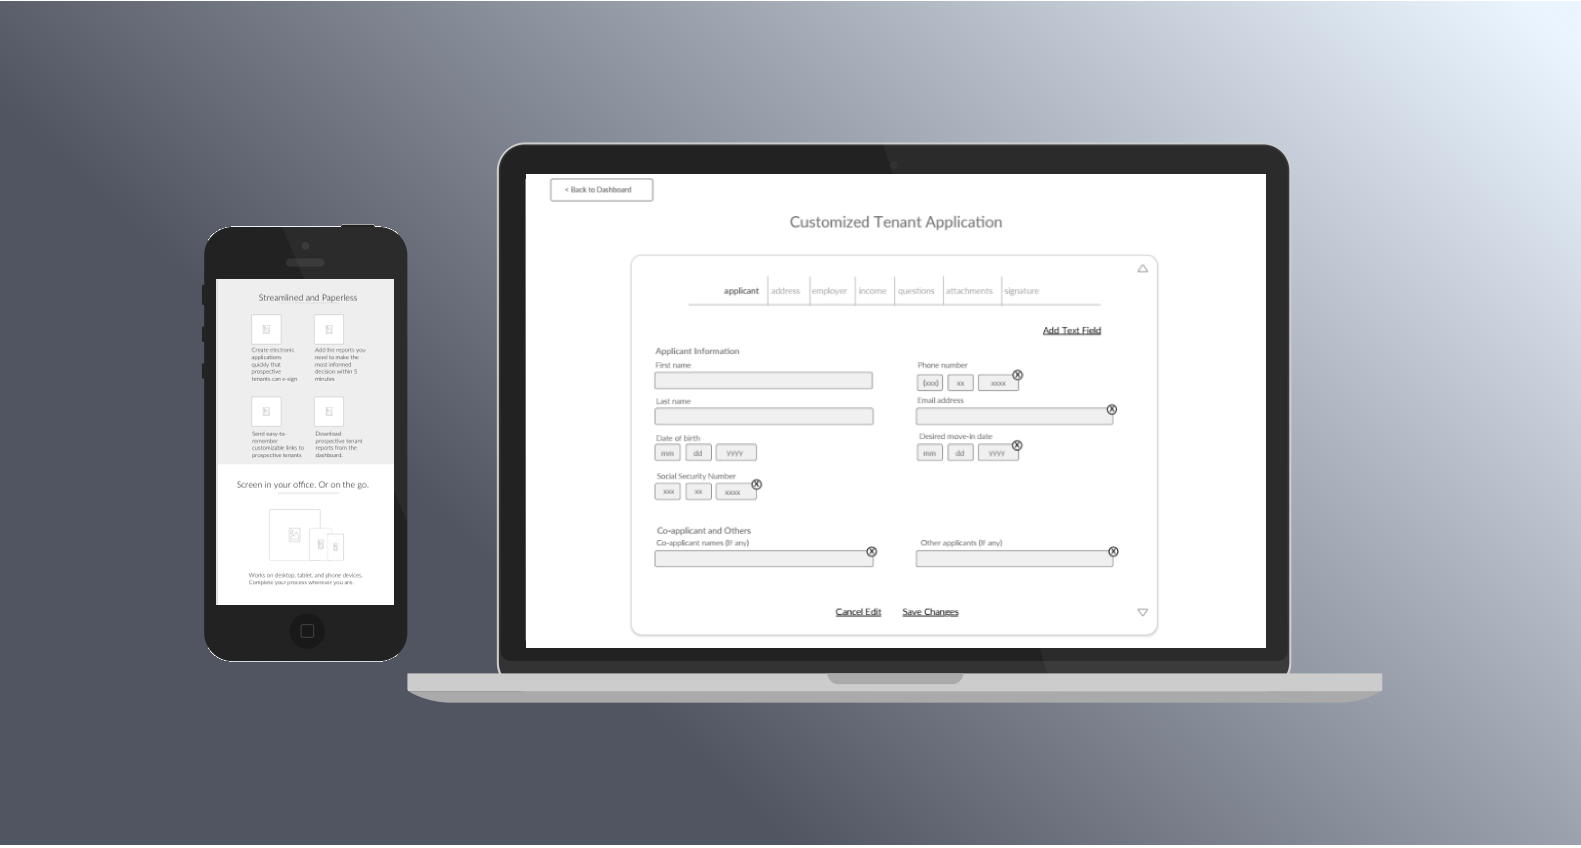 Streamlined and Paperless
Create electronic
applications
quickly that
prospective
tenants can e-sign
Add the reports you
need to make the
most informed
decision within 5
minutes
Send easy-to-
remember
customizable links to
prospective tenants
Download
prospective tenant
reports from the
dashboard.
Screen in your office. Or on the go.
Works on desktop, tablet, and phone devices.
Complete your process wherever you are.
< Back to Dashboard
Customized Tenant Application
applicant address employer income questions attachments signature
Add Text Field
Applicant Information
First name
Last name
Date of birth
mm dd yyyy
Social Security Number
xxx xx xxxx X
Phone number
(xxx) xx xxxx X
Email address
X
Desired move-in date
mm dd yyyy X
Co-applicant and Others
Co-applicant names (If any)
X
Other applicants (If any)
X
Cancel Edit Save Changes